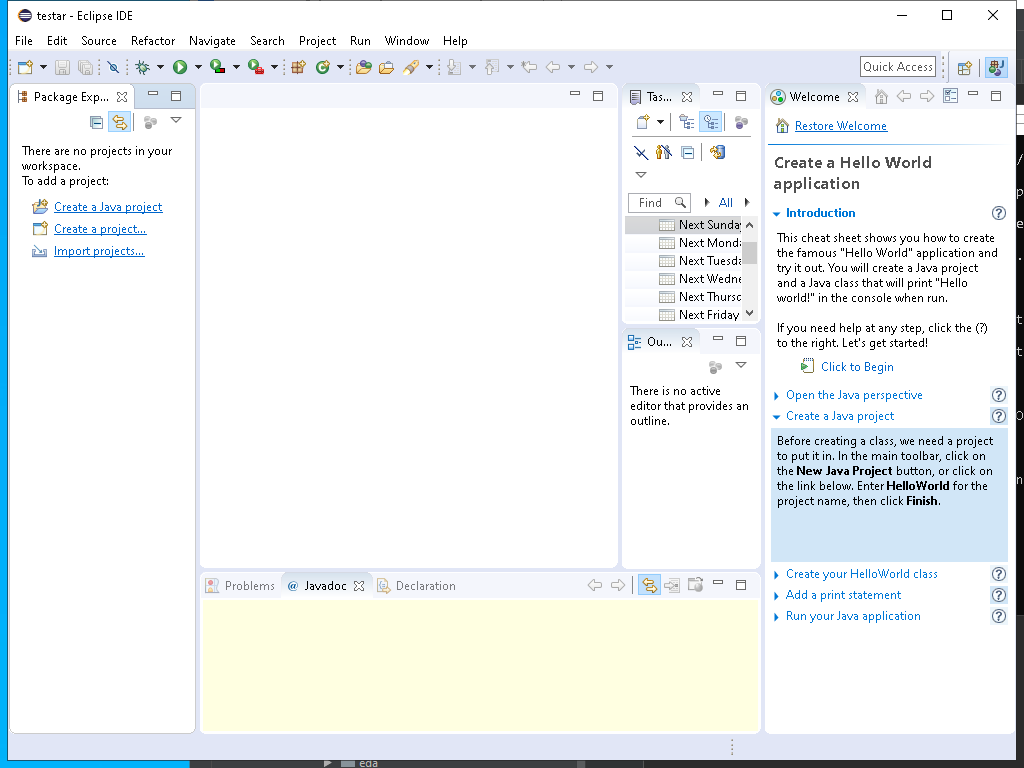 testar - Eclipse IDE
File Edit Source Refactor Navigate Search Project Run Window Help
Quick Access
Package Exp...
There are no projects in your
workspace.
To add a project:
Create a Java project
Create a project...
Import projects...
Tas...
Find
All
Next Sunday
Next Monda
Next Tuesda
Next Wedne
Next Thursd
Next Friday
Ou...
There is no active
editor that provides an
outline.
Problems
@ Javadoc
Declaration
Welcome
Restore Welcome
Create a Hello World
application
Introduction
This cheat sheet shows you how to create
the famous "Hello World" application and
try it out. You will create a Java project
and a Java class that will print "Hello
world!" in the console when run.
If you need help at any step, click the (?)
to the right. Let's get started!
Click to Begin
Open the Java perspective
Create a Java project
Before creating a class, we need a project
to put it in. In the main toolbar, click on
the New Java Project button, or click on
the link below. Enter HelloWorld for the
project name, then click Finish.
Create your HelloWorld class
Add a print statement
Run your Java application
eda